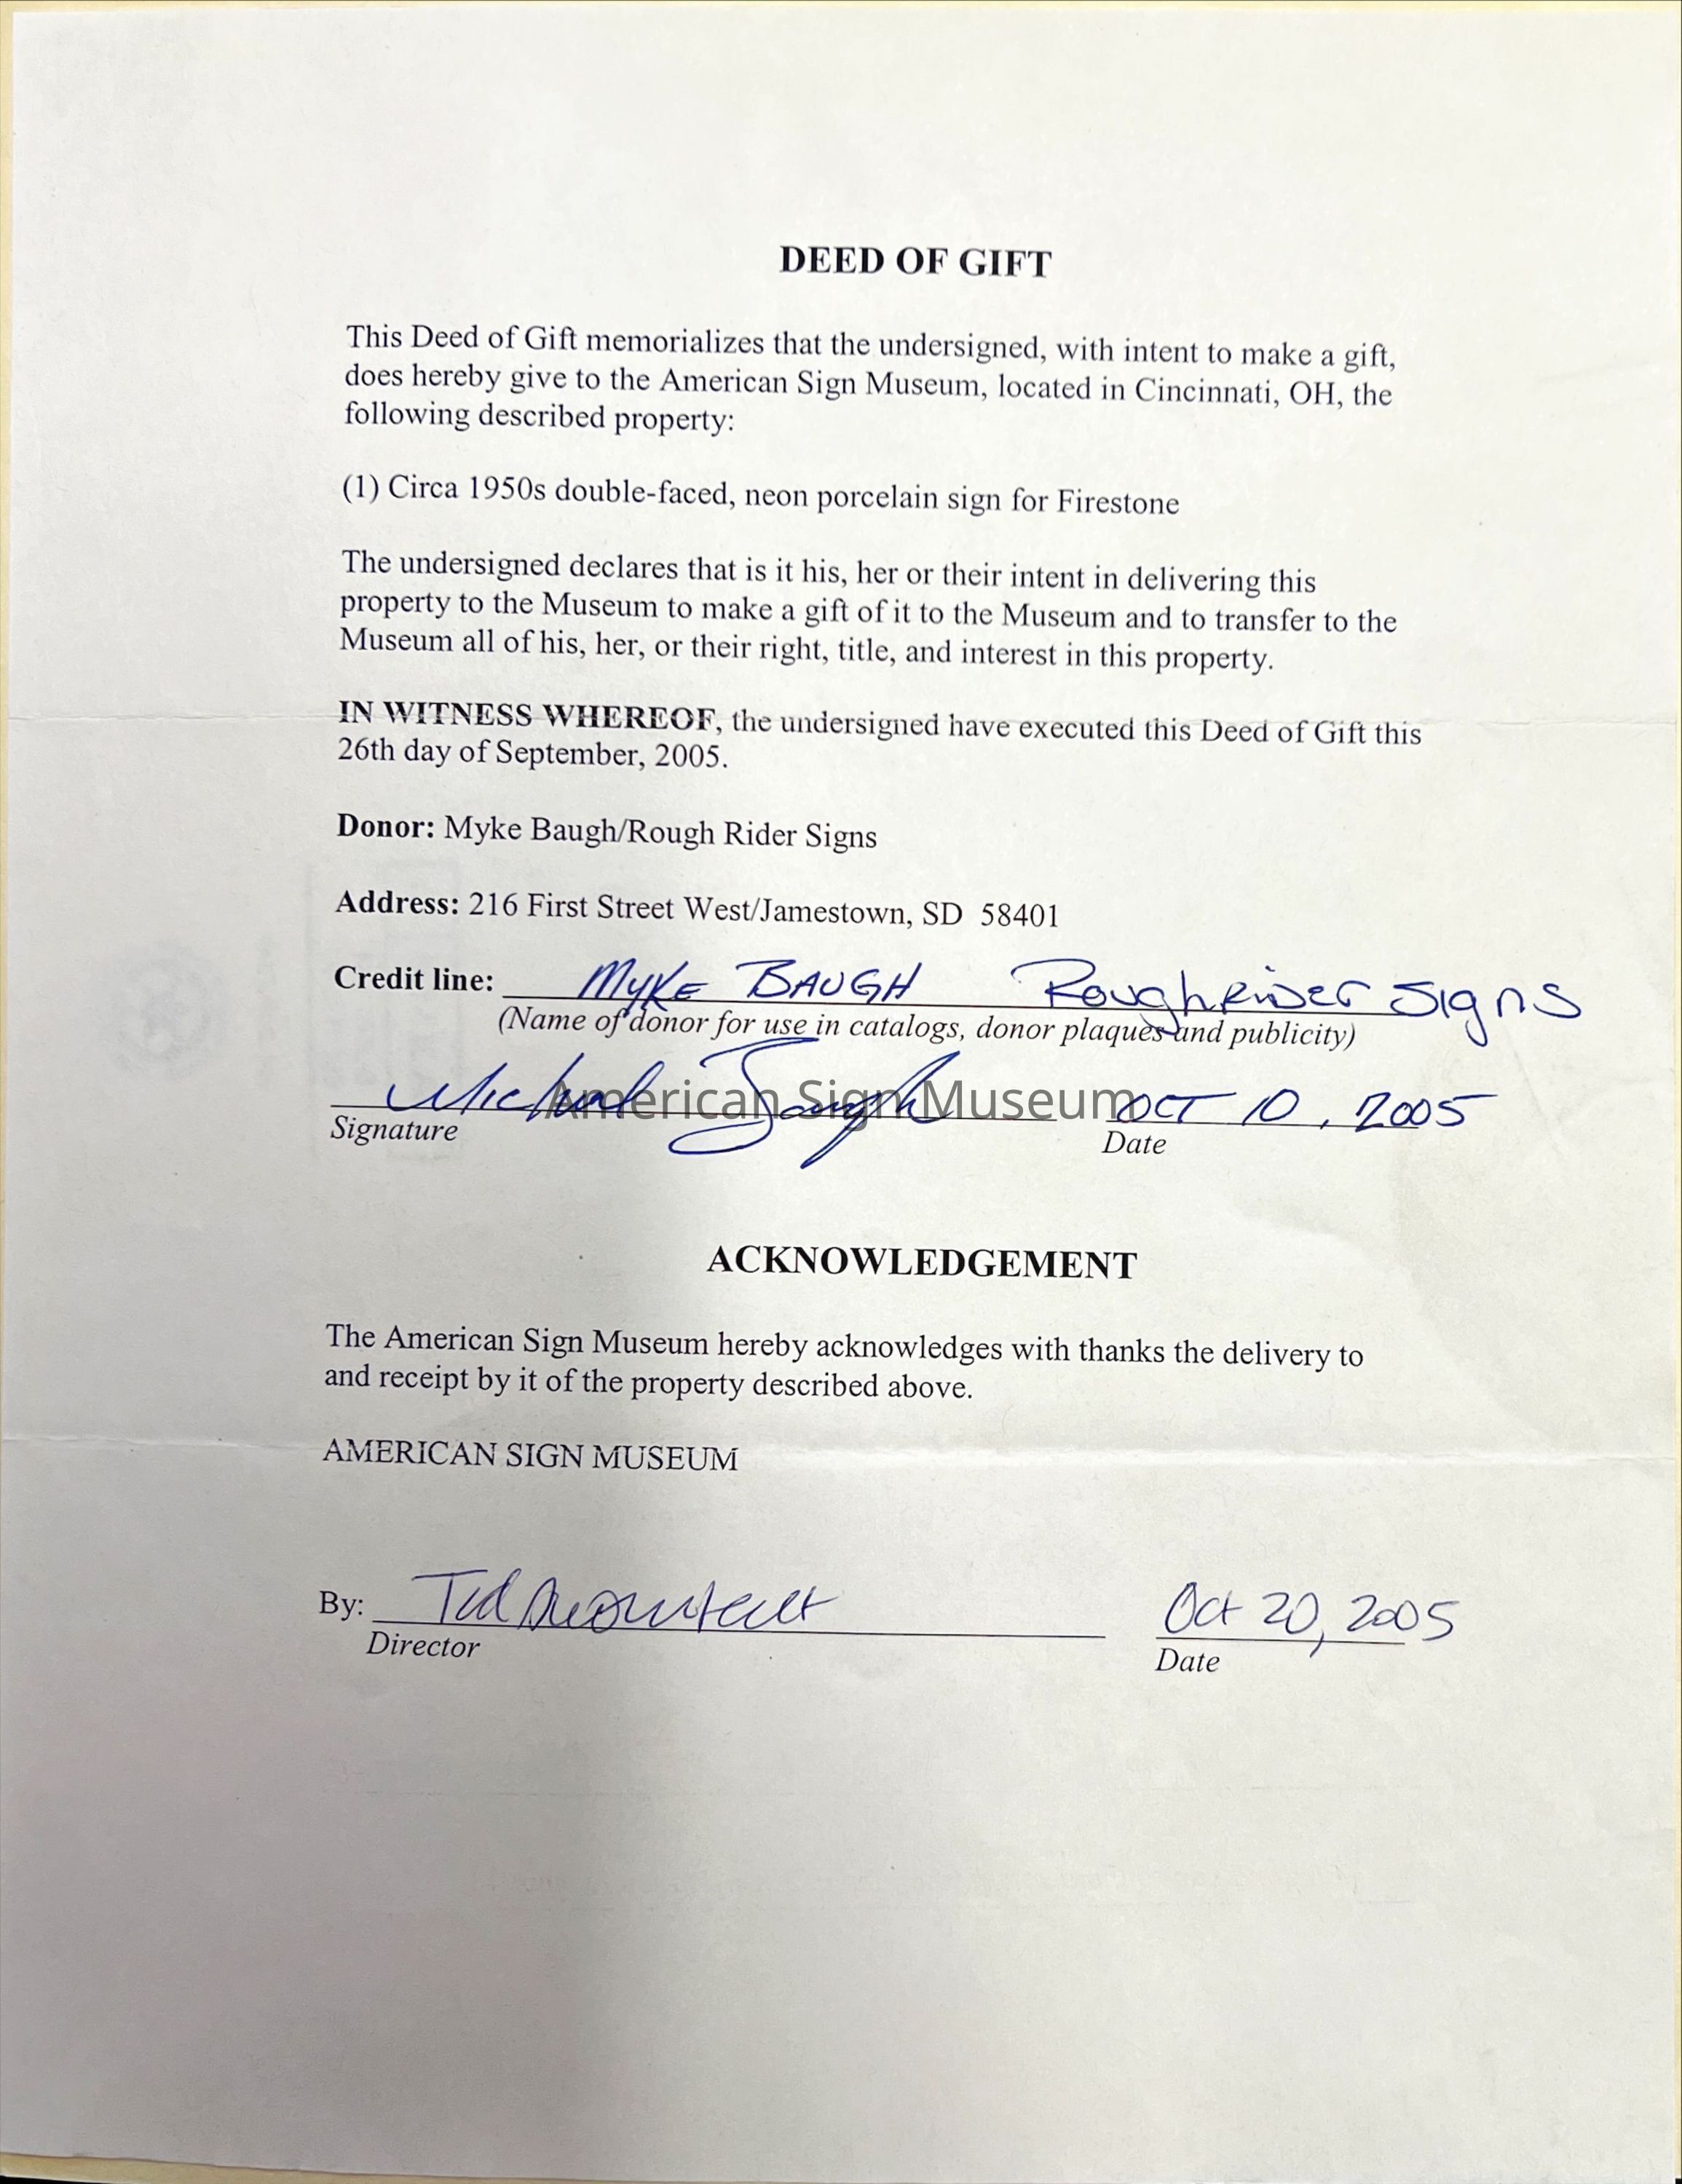 DEED OF GIFT
This Deed of Gift memorializes that the undersigned, with intent to make a gift,
does hereby give to the American Sign Museum, located in Cincinnati, OH, the
following described property:
(1) Circa 1950s double-faced, neon porcelain sign for Firestone
The undersigned declares that is it his, her or their intent in delivering this
property to the Museum to make a gift of it to the Museum and to transfer to the
Museum all of his, her, or their right, title, and interest in this property.
IN WITNESS WHEREOF, the undersigned have executed this Deed of Gift this
26th day of September, 2005.
Donor: Myke Baugh/Rough Rider Signs
Address: 216 First Street West/Jamestown, SD 58401
Credit line: MYKE BAUGH RoughRider Signs
(Name of donor for use in catalogs, donor plaques and publicity)
Michael Baugh OCT 10, 2005
American Sign Museum
Signature Date
ACKNOWLEDGEMENT
The American Sign Museum hereby acknowledges with thanks the delivery to
and receipt by it of the property described above.
AMERICAN SIGN MUSEUM
By: Ted Oct 20, 2005
Director Date